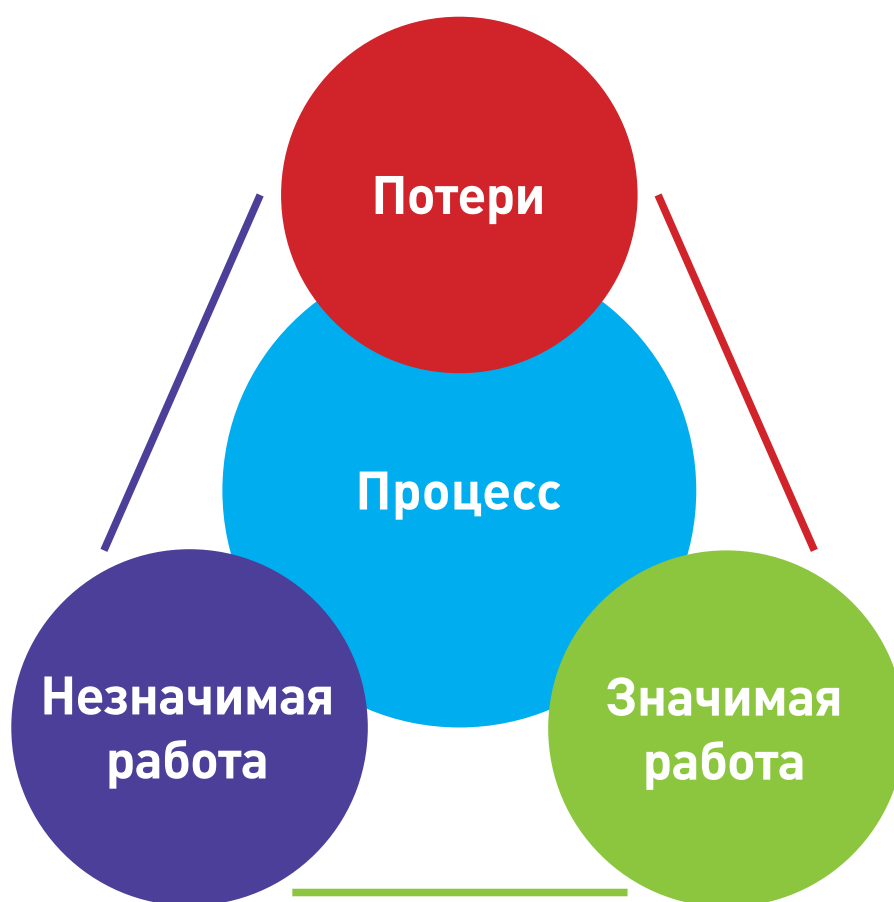 Потери
Процесс
Незначимая
работа
Значимая
работа